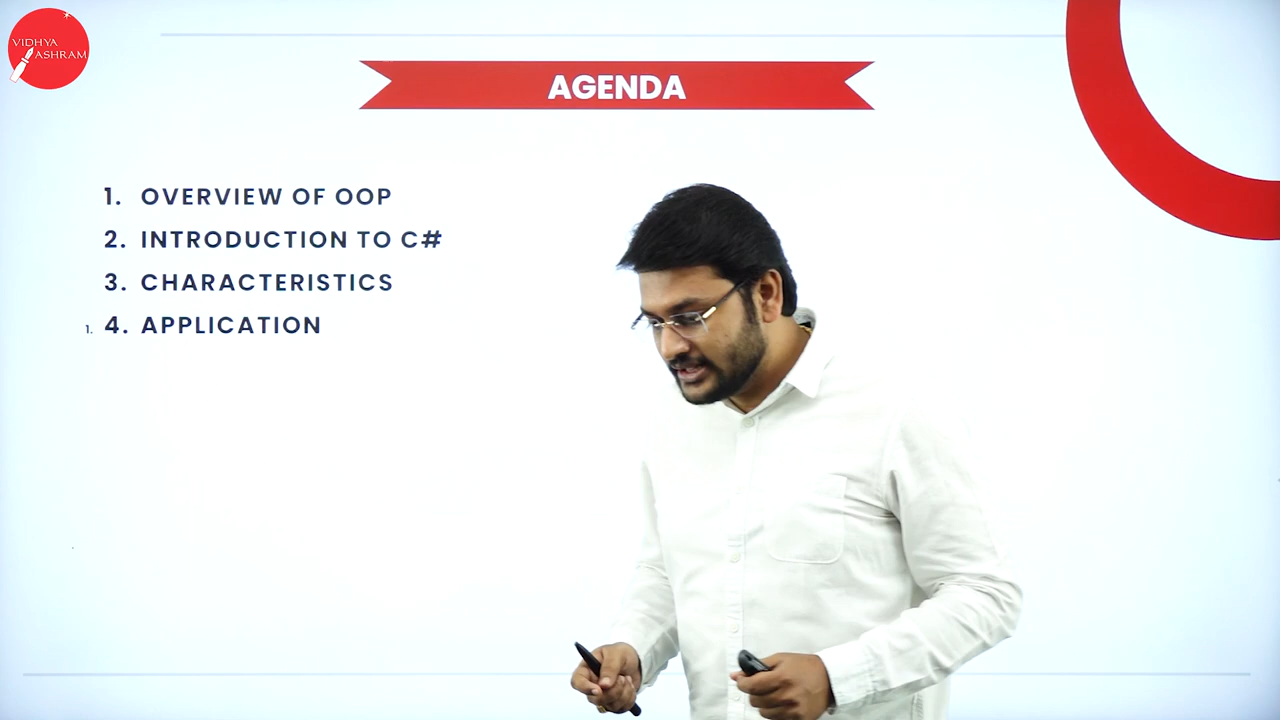 VIDHYA
ASHRAM
AGENDA
1. OVERVIEW OF OOP
2. INTRODUCTION TO C#
3. CHARACTERISTICS
1. 4. APPLICATION